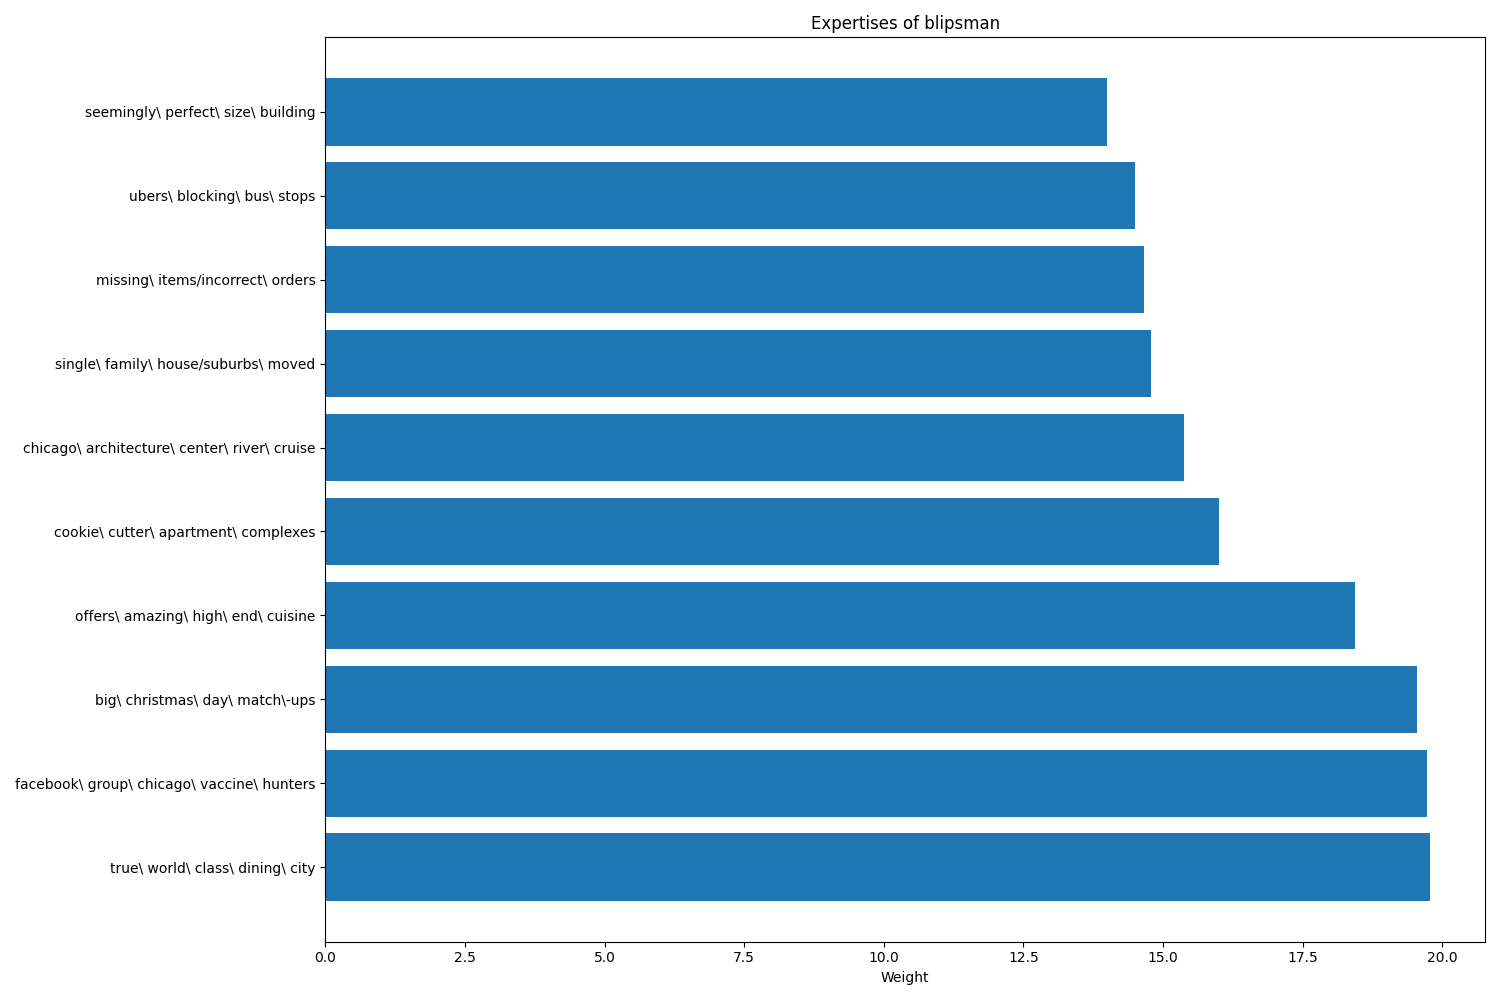 Expertises of blipsman
seemingly\ perfect\ size\ building
ubers\ blocking\ bus\ stops
missing\ items/incorrect\ orders
single\ family\ house/suburbs\ moved
chicago\ architecture\ center\ river\ cruise
cookie\ cutter\ apartment\ complexes
offers\ amazing\ high\ end\ cuisine
big\ christmas\ day\ match\-ups
facebook\ group\ chicago\ vaccine\ hunters
true\ world\ class\ dining\ city
0.0 2.5 5.0 7.5 10.0 12.5 15.0 17.5 20.0
Weight